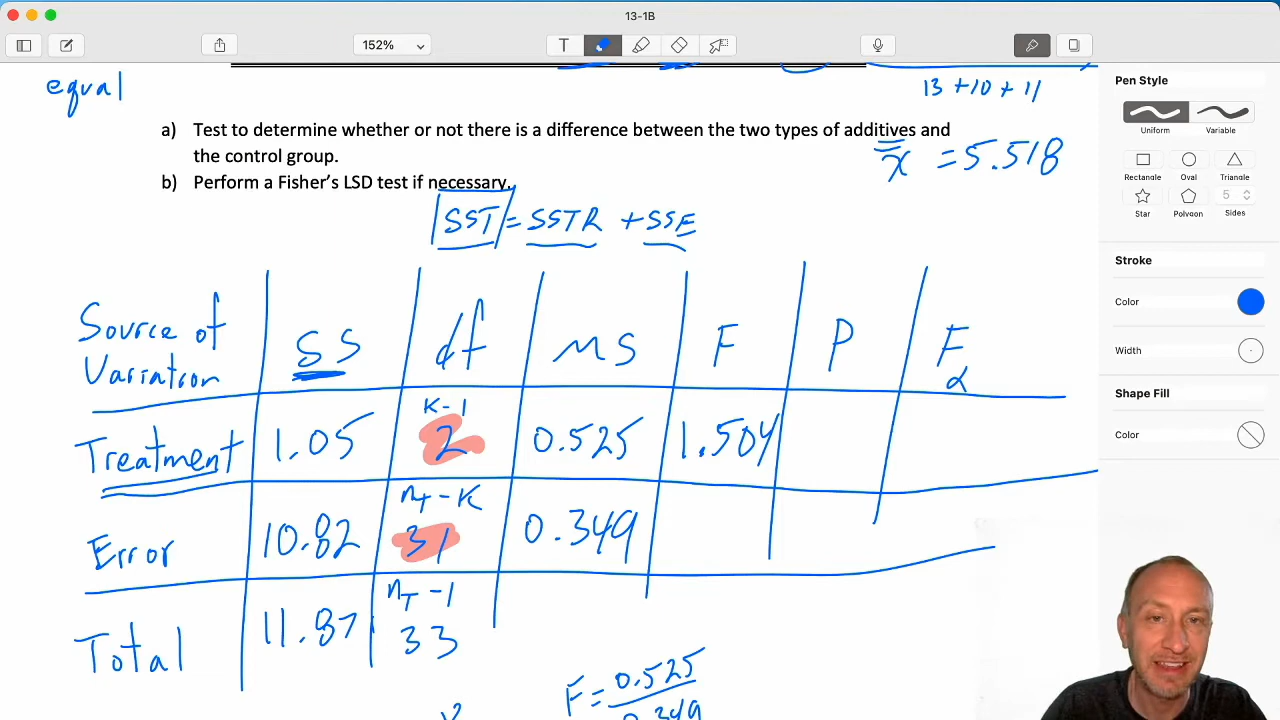 13-1B
152%
T
equal
13 + 10 + 11
a) Test to determine whether or not there is a difference between the two types of additives and
the control group.
x̿ = 5.518
b) Perform a Fisher's LSD test if necessary.
SST = SSTR + SSE
Source of Variation SS df MS F P Fα
K-1
Treatment 1.05 2 0.525 1.504
nT - K
Error 10.82 31 0.349
nT - 1
Total 11.87 33
F = 0.525
0.349
Pen Style
Uniform Variable
Rectangle Oval Triangle
5
Star Polygon Sides
Stroke
Color
Width
Shape Fill
Color